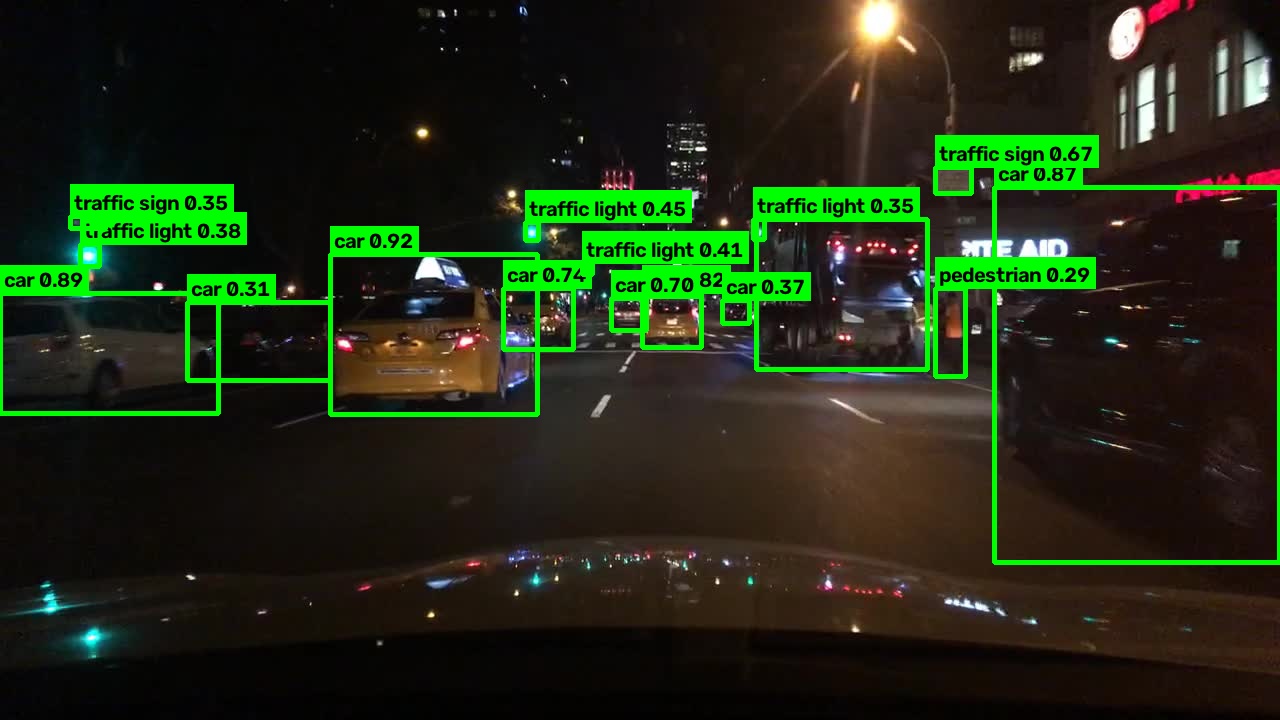 traffic sign 0.67
car 0.87
traffic sign 0.35
traffic light 0.45
traffic light 0.35
traffic light 0.38
car 0.92
traffic light 0.41
car 0.89
car 0.31
car 0.74
car 0.70
82
car 0.37
pedestrian 0.29
ITE AID